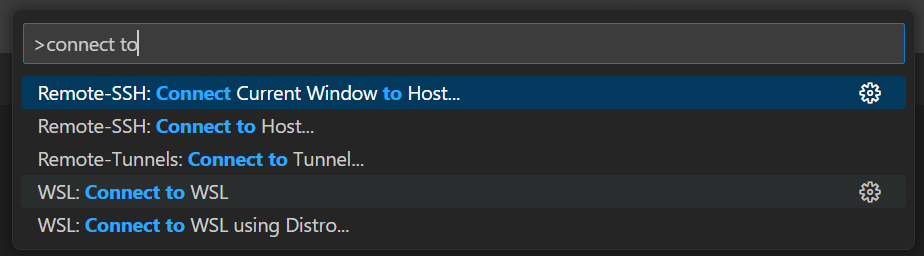 >connect to
Remote-SSH: Connect Current Window to Host...
Remote-SSH: Connect to Host...
Remote-Tunnels: Connect to Tunnel...
WSL: Connect to WSL
WSL: Connect to WSL using Distro...